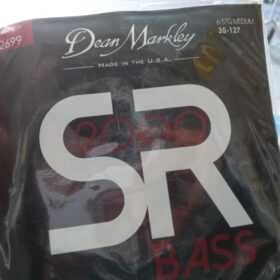 2699
Dean Markley
MADE IN THE U.S.A.
6-STG MEDIUM
35-127
SR
2000
BASS